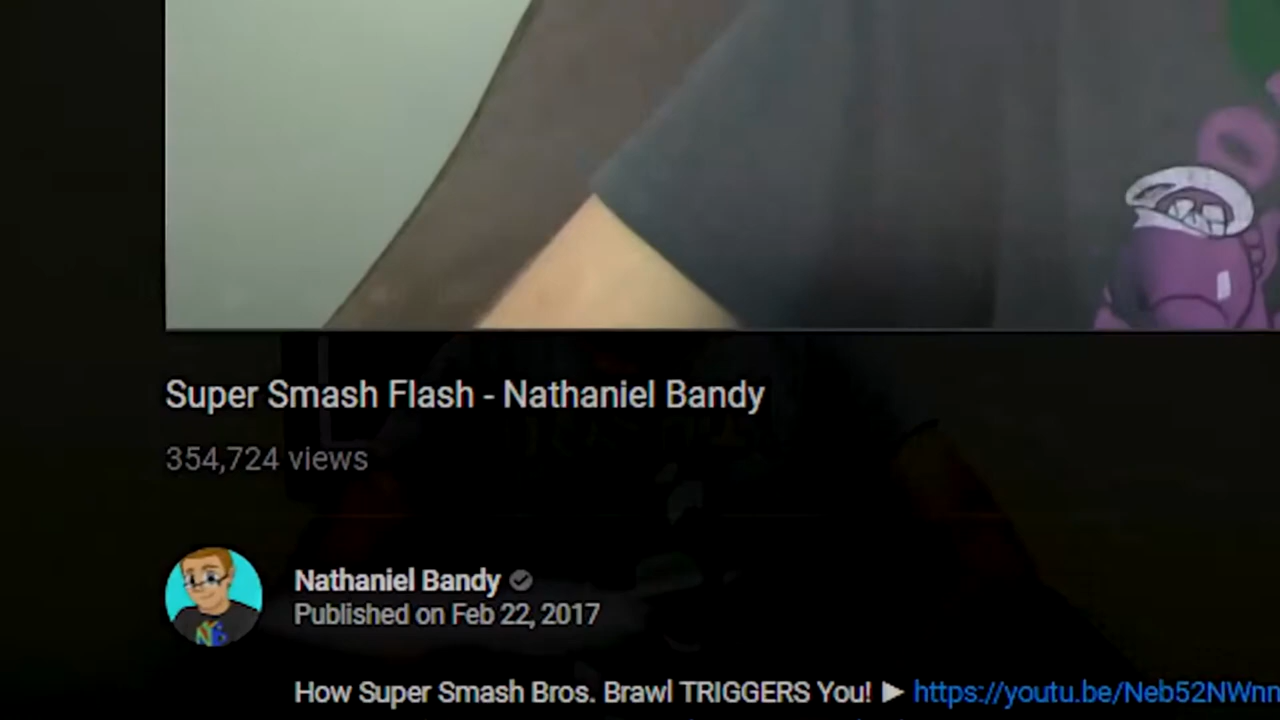 Super Smash Flash - Nathaniel Bandy
354,724 views
Nathaniel Bandy
Published on Feb 22, 2017
How Super Smash Bros. Brawl TRIGGERS You! ► https://youtu.be/Neb52NWnn